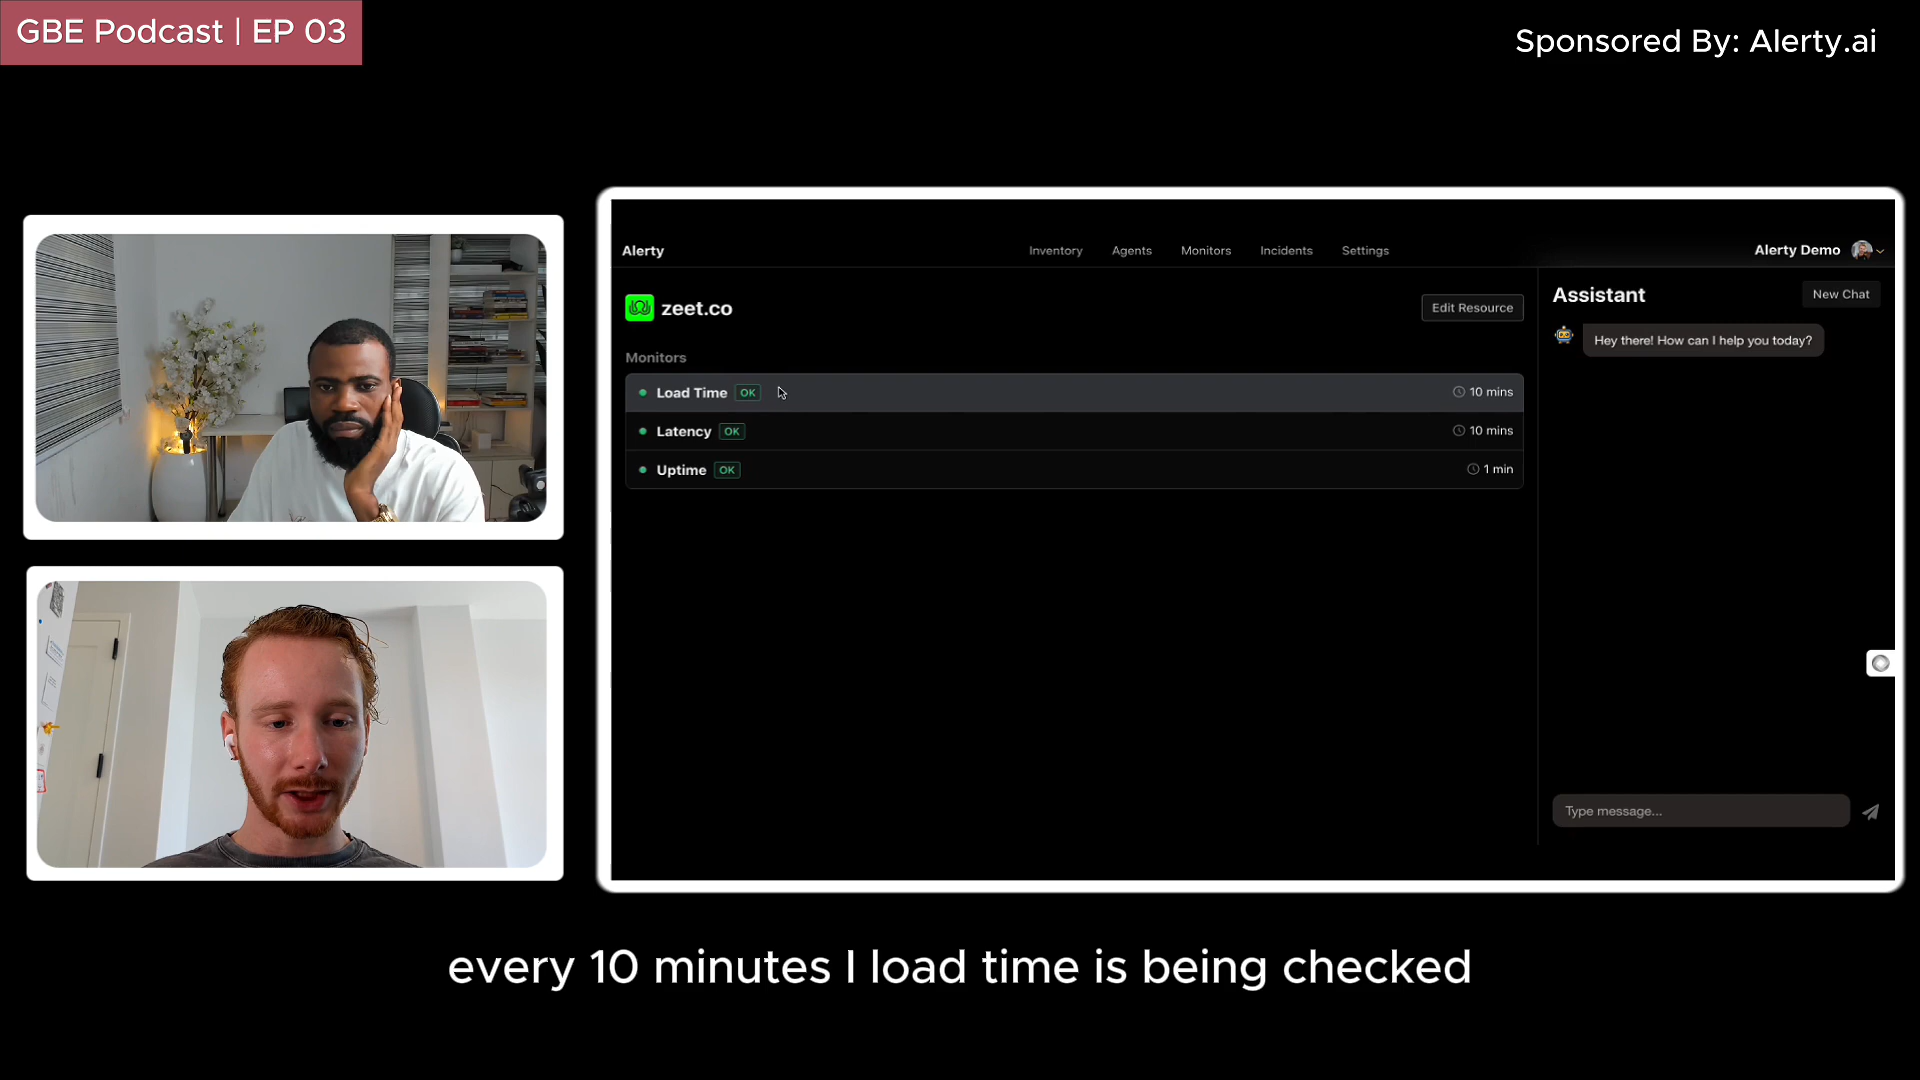 GBE Podcast | EP 03
Sponsored By: Alerty.ai
Alerty
Inventory
Agents
Monitors
Incidents
Settings
Alerty Demo
zeet.co
Edit Resource
Monitors
Load Time OK 10 mins
Latency OK 10 mins
Uptime OK 1 min
Assistant
New Chat
Hey there! How can I help you today?
Type message...
every 10 minutes I load time is being checked